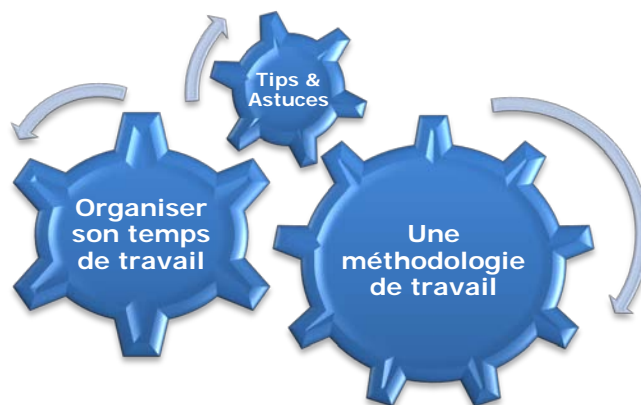 Tips &
Astuces
Organiser
son temps
de travail
Une
méthodologie
de travail